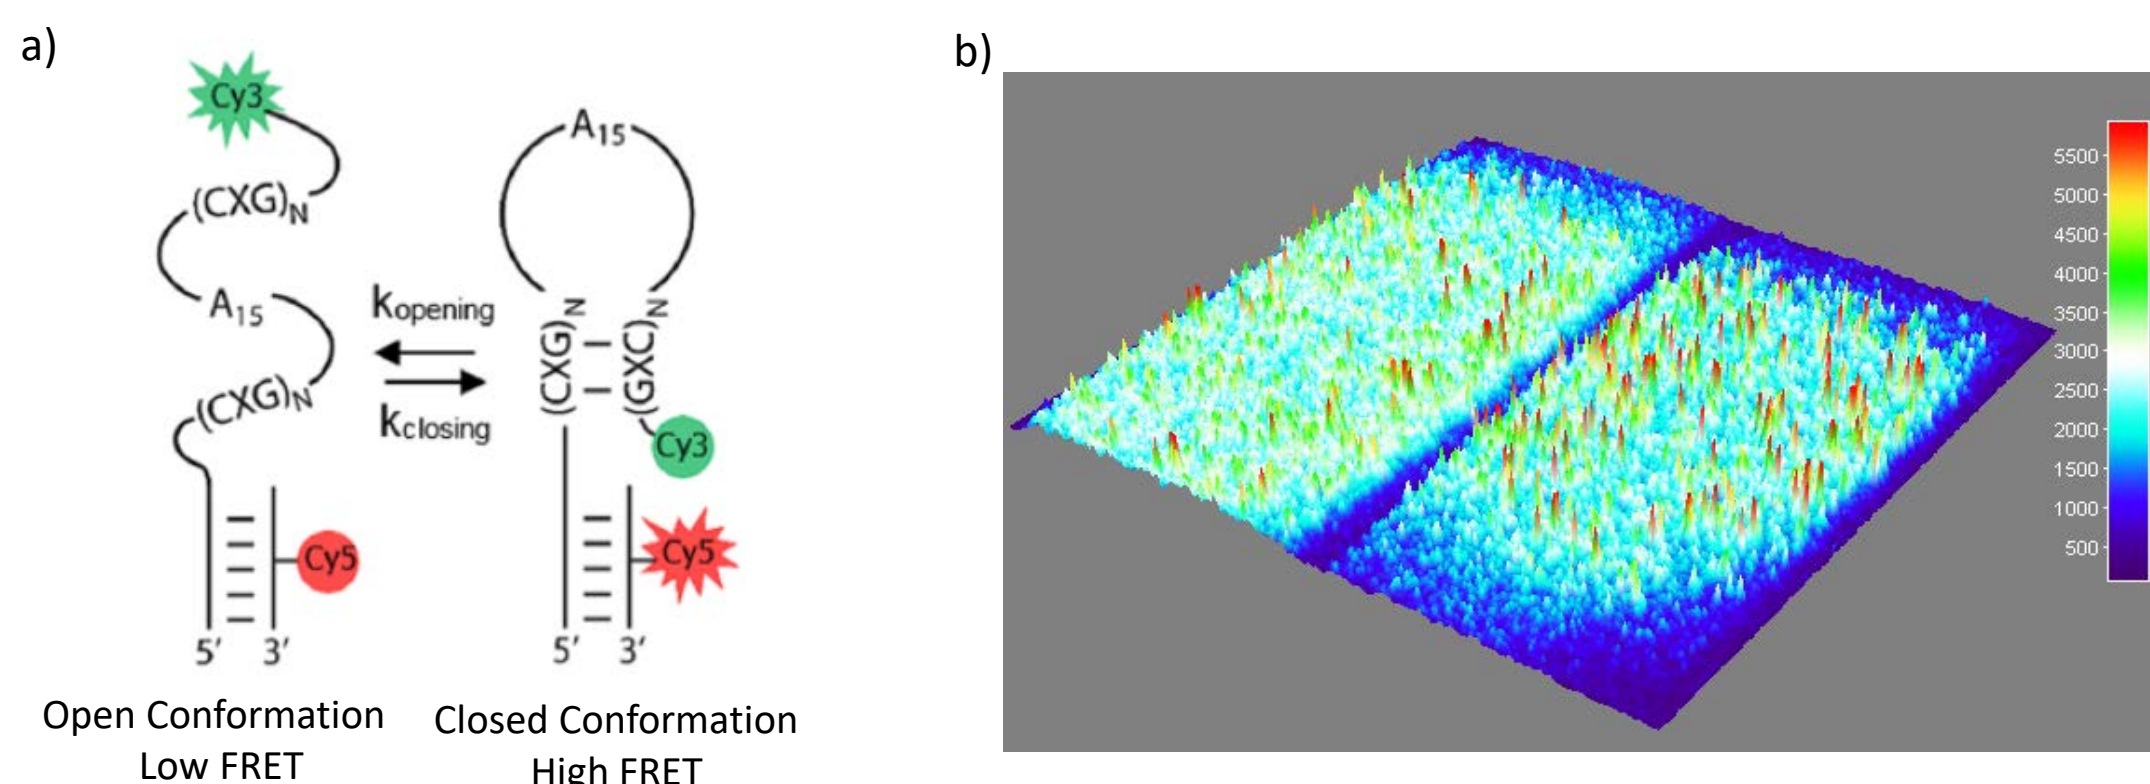 a)
Cy3
(CXG)N
A15
(CXG)N
Cy5
5′ 3′
Open Conformation
Low FRET
kopening
kclosing
A15
(CXG)N
(GXC)N
Cy3
Cy5
5′ 3′
Closed Conformation
High FRET
b)
5500
5000
4500
4000
3500
3000
2500
2000
1500
1000
500